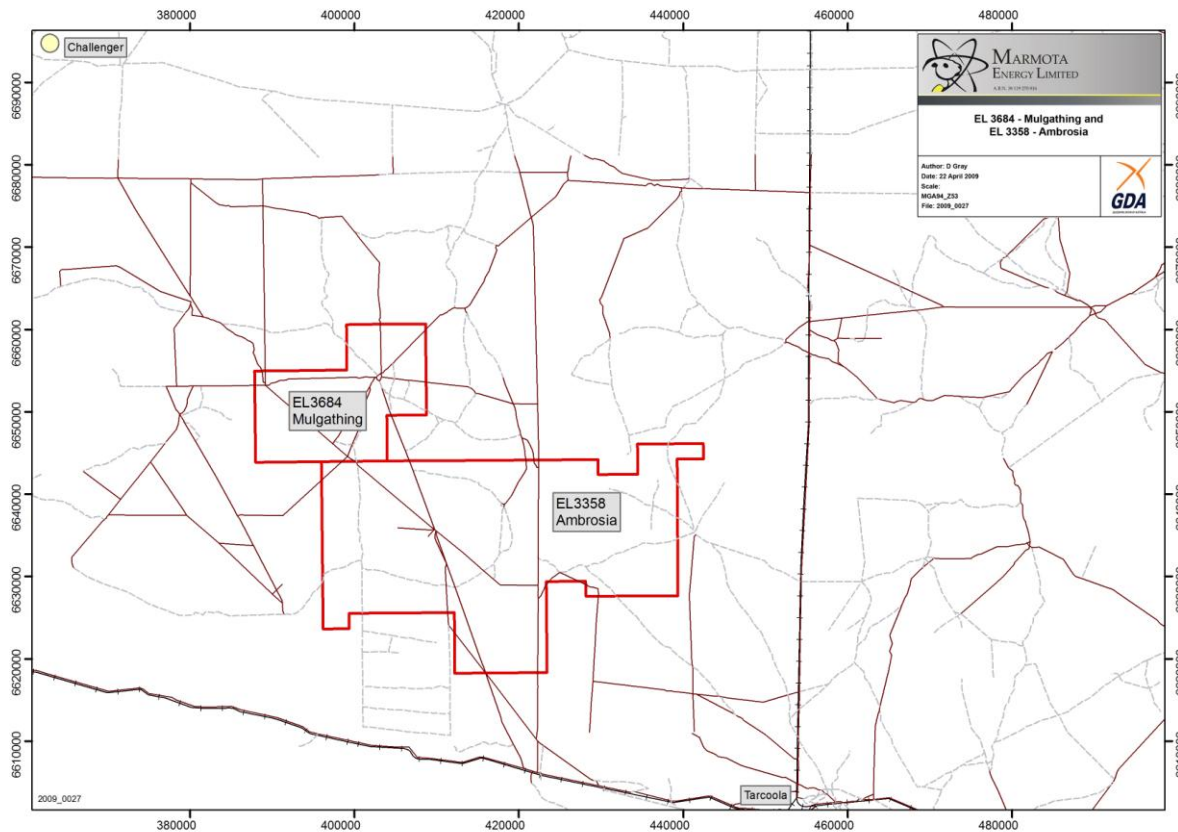 380000
400000
420000
440000
460000
480000
Challenger
MARMOTA
ENERGY LIMITED
EL 3684 - Mulgathing and
EL 3358 - Ambrosia
Author: D Gray
Date: 22 April 2009
Scale:
MGA94_Z53
File: 2009_0027
GDA
6690000
6680000
6670000
6660000
6650000
6640000
6630000
6620000
6610000
EL3684
Mulgathing
EL3358
Ambrosia
Tarcoola
2009_0027
380000
400000
420000
440000
460000
480000